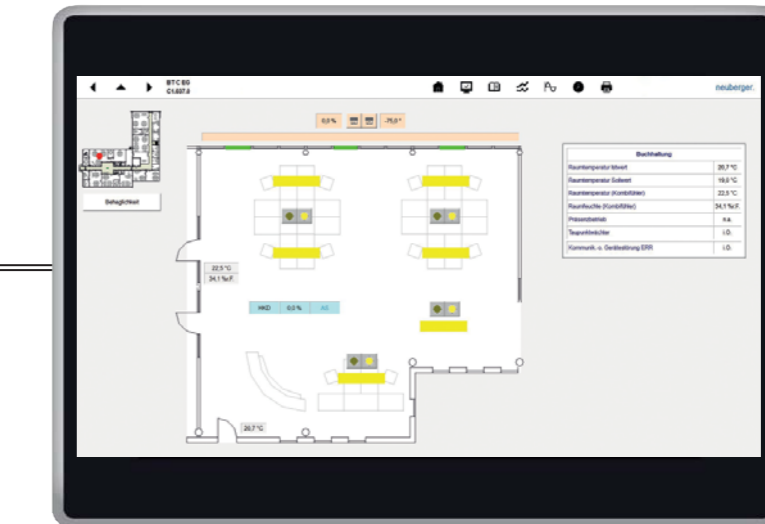 BTC EG
C1.037.0
neuberger.
0,0 %
-75,0 °
Behaglichkeit
Buchhaltung
Raumtemperatur Istwert 20,7 °C
Raumtemperatur Sollwert 19,0 °C
Raumtemperatur (Kombifühler) 22,5 °C
Raumfeuchte (Kombifühler) 34,1 %r.F.
Präsenzbetrieb n.a.
Taupunktwächter i.O.
Kommunik.-o. Gerätestörung ERR i.O.
22,5 °C
34,1 %r.F.
HKD 0,0 %
20,7 °C